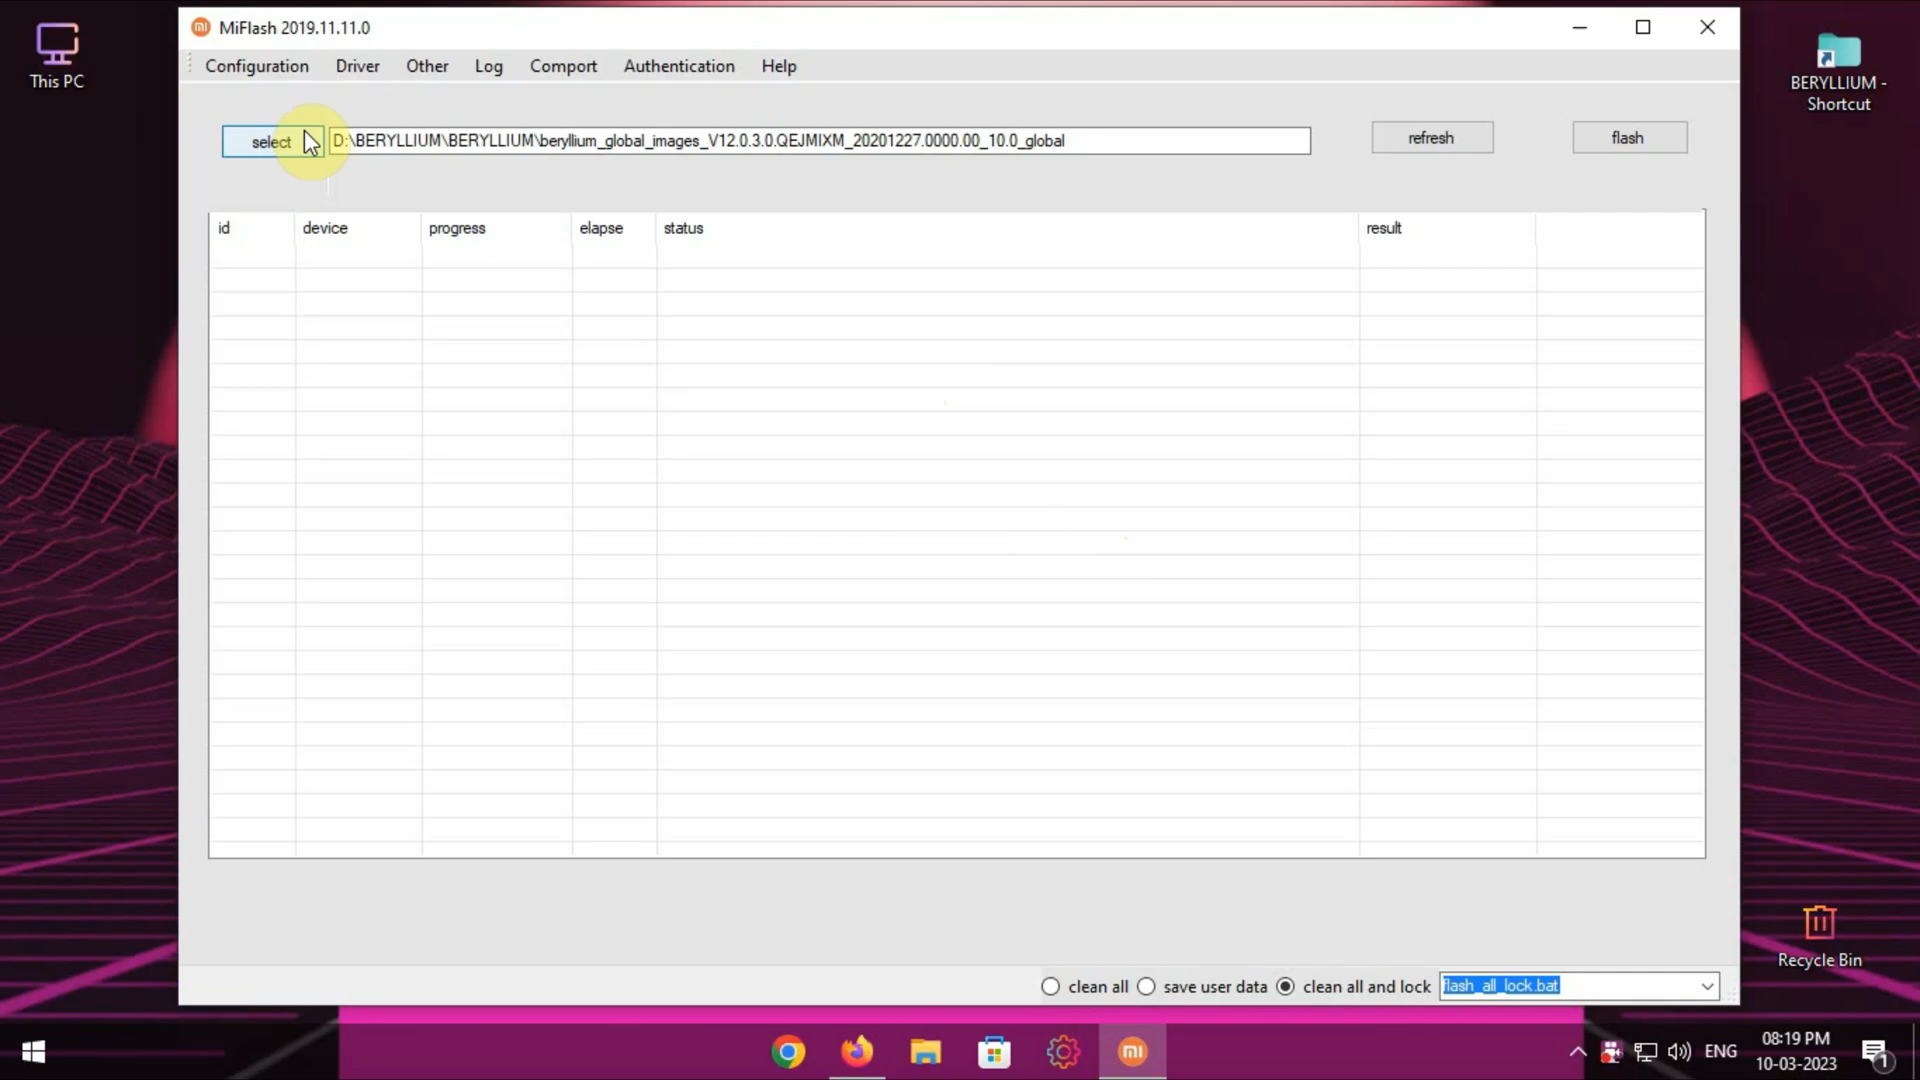 MiFlash 2019.11.11.0
This PC
Configuration Driver Other Log Comport Authentication Help
BERYLLIUM -
Shortcut
select D:\BERYLLIUM\BERYLLIUM\beryllium_global_images_V12.0.3.0.QEJMIXM_20201227.0000.00_10.0_global refresh flash
id device progress elapse status result
Recycle Bin
clean all save user data clean all and lock flash_all_lock.bat
ENG
08:19 PM
10-03-2023
1